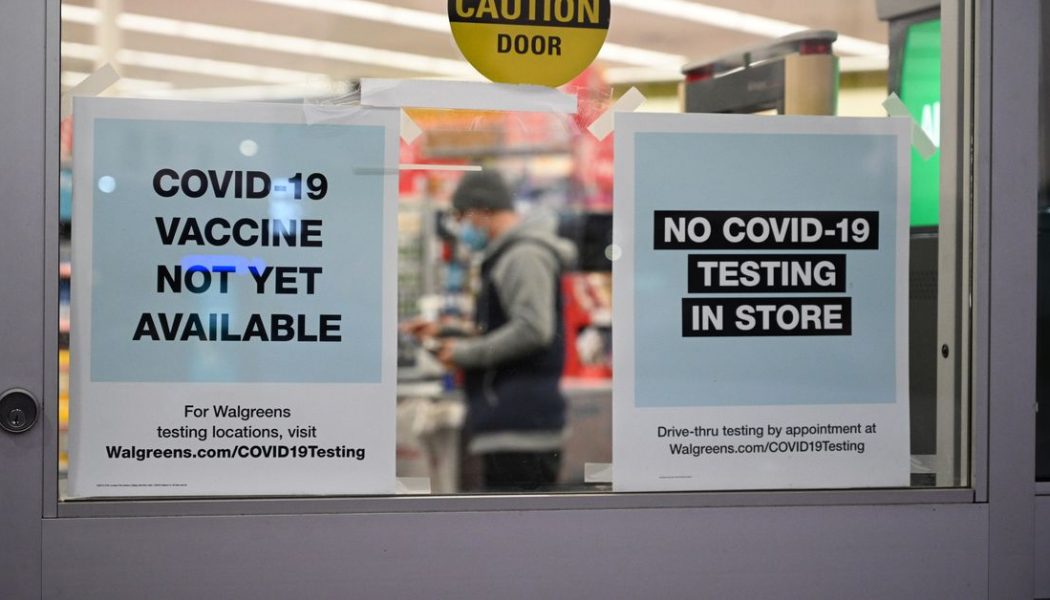 CAUTION
DOOR
COVID-19
VACCINE
NOT YET
AVAILABLE
For Walgreens
testing locations, visit
Walgreens.com/COVID19Testing
NO COVID-19
TESTING
IN STORE
Drive-thru testing by appointment at
Walgreens.com/COVID19Testing